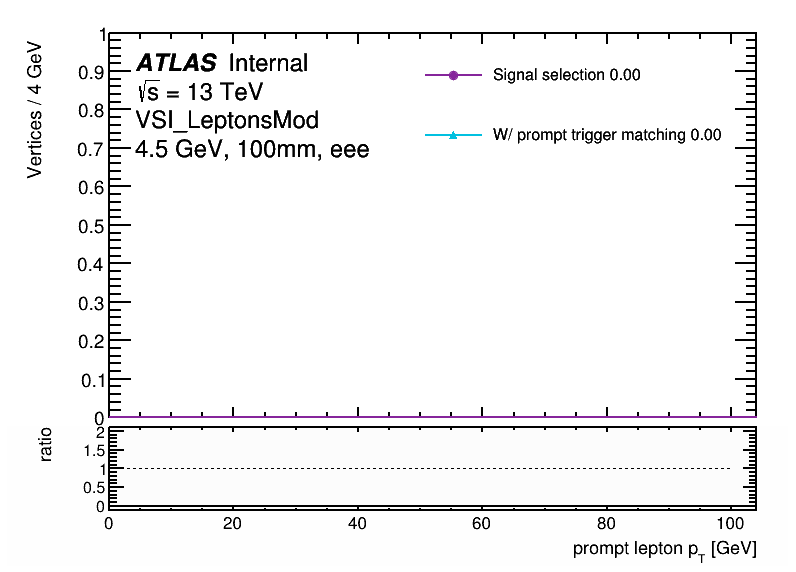 Vertices / 4 GeV
1
0.9
0.8
0.7
0.6
0.5
0.4
0.3
0.2
0.1
0
ATLAS Internal
√s = 13 TeV
VSI_LeptonsMod
4.5 GeV, 100mm, eee
Signal selection 0.00
W/ prompt trigger matching 0.00
ratio
2
1.5
1
0.5
0
0 20 40 60 80 100
prompt lepton p_T [GeV]